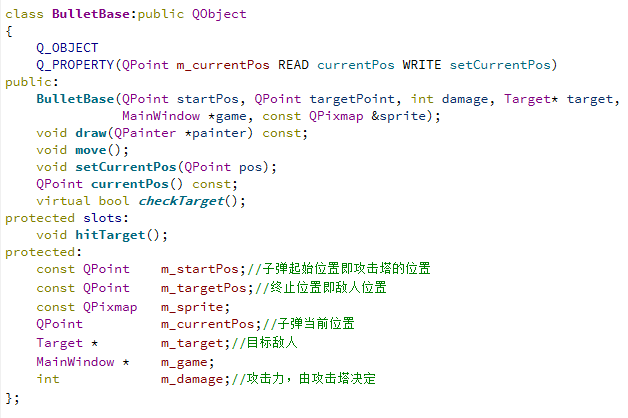 class BulletBase:public QObject
{
    Q_OBJECT
    Q_PROPERTY(QPoint m_currentPos READ currentPos WRITE setCurrentPos)
public:
    BulletBase(QPoint startPos, QPoint targetPoint, int damage, Target* target,
               MainWindow *game, const QPixmap &sprite);
    void draw(QPainter *painter) const;
    void move();
    void setCurrentPos(QPoint pos);
    QPoint currentPos() const;
    virtual bool checkTarget();
protected slots:
    void hitTarget();
protected:
    const QPoint    m_startPos;//子弹起始位置即攻击塔的位置
    const QPoint    m_targetPos;//终止位置即敌人位置
    const QPixmap   m_sprite;
    QPoint          m_currentPos;//子弹当前位置
    Target *        m_target;//目标敌人
    MainWindow *    m_game;
    int             m_damage;//攻击力，由攻击塔决定
};